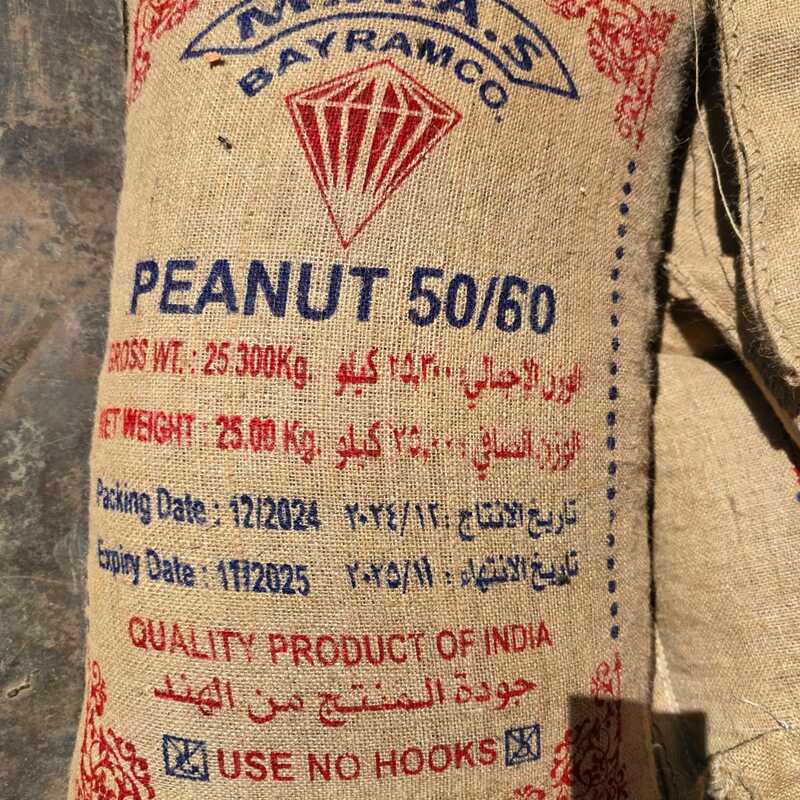 BAYRAMCO.
PEANUT 50/60
GROSS WT. : 25 300Kg. الوزن الاجمالي: ٢٥,٣٠٠ كيلو
NET WEIGHT : 25.00 Kg. الوزن الصافي: ٢٥,٠٠ كيلو
Packing Date : 12/2024 تاريخ الانتاج: ٢٠٢٤/١٢
Expiry Date : 11/2025 تاريخ الانتهاء: ٢٠٢٥/١١
QUALITY PRODUCT OF INDIA
جودة المنتج من الهند
USE NO HOOKS